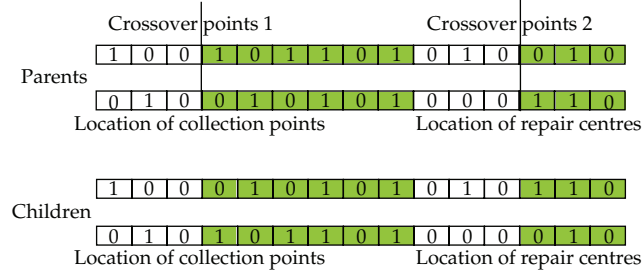 Crossover points 1 Crossover points 2
1 0 0 1 0 1 1 0 1 0 1 0 0 1 0
Parents
0 1 0 0 1 0 1 0 1 0 0 0 1 1 0
Location of collection points Location of repair centres
1 0 0 0 1 0 1 0 1 0 1 0 1 1 0
Children
0 1 0 1 0 1 1 0 1 0 0 0 0 1 0
Location of collection points Location of repair centres